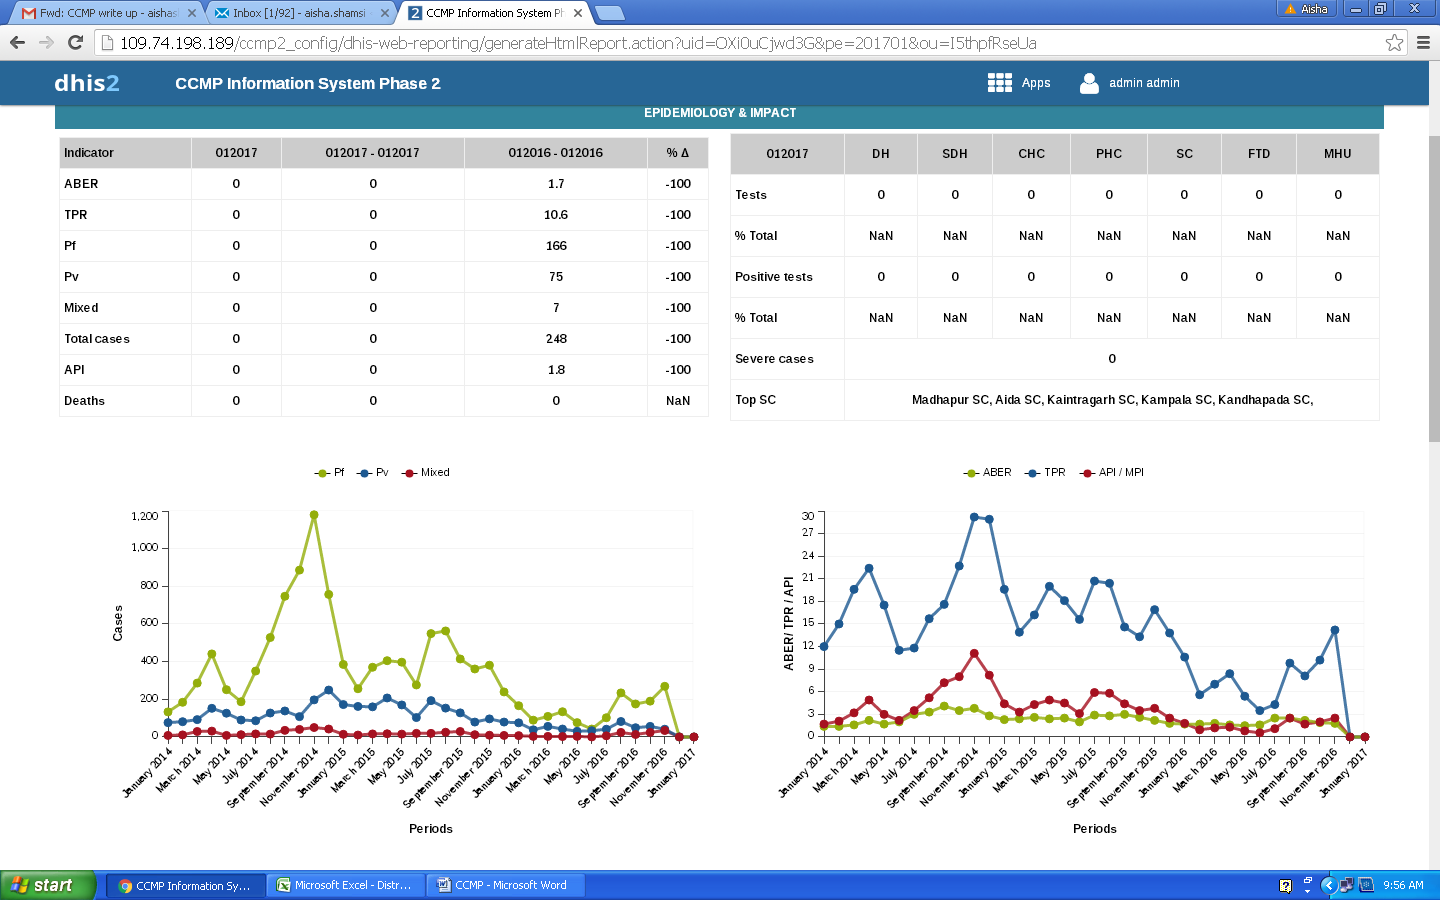 Fwd: CCMP write up - aishas
Inbox [1/92] - aisha.shamsi
CCMP Information System Ph
Aisha
109.74.198.189/ccmp2_config/dhis-web-reporting/generateHtmlReport.action?uid=OXi0uCjwd3G&pe=201701&ou=I5thpfRseUa
dhis2 CCMP Information System Phase 2 Apps admin admin
EPIDEMIOLOGY & IMPACT
Indicator 012017 012017 - 012017 012016 - 012016 % Δ
ABER 0 0 1.7 -100
TPR 0 0 10.6 -100
Pf 0 0 166 -100
Pv 0 0 75 -100
Mixed 0 0 7 -100
Total cases 0 0 248 -100
API 0 0 1.8 -100
Deaths 0 0 0 NaN
012017 DH SDH CHC PHC SC FTD MHU
Tests 0 0 0 0 0 0 0
% Total NaN NaN NaN NaN NaN NaN NaN
Positive tests 0 0 0 0 0 0 0
% Total NaN NaN NaN NaN NaN NaN NaN
Severe cases 0
Top SC Madhapur SC, Aida SC, Kaintragarh SC, Kampala SC, Kandhapada SC,
Pf Pv Mixed
1,200
1,000
800
600
400
200
0
Cases
January 2014 March 2014 May 2014 July 2014 September 2014 November 2014 January 2015 March 2015 May 2015 July 2015 September 2015 November 2015 January 2016 March 2016 May 2016 July 2016 September 2016 November 2016 January 2017
Periods
ABER TPR API / MPI
30
27
24
21
18
15
12
9
6
3
0
ABER/ TPR / API
January 2014 March 2014 May 2014 July 2014 September 2014 November 2014 January 2015 March 2015 May 2015 July 2015 September 2015 November 2015 January 2016 March 2016 May 2016 July 2016 September 2016 November 2016 January 2017
Periods
start
CCMP Information Sy...
Microsoft Excel - Distr...
CCMP - Microsoft Word
9:56 AM